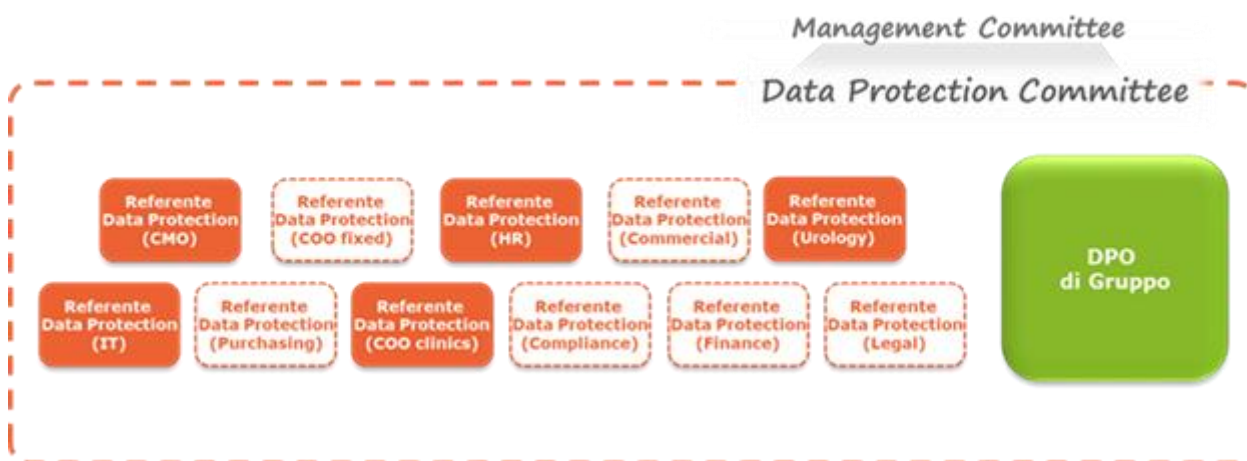 Management Committee
Data Protection Committee
Referente
Data Protection
(CMO)
Referente
Data Protection
(COO fixed)
Referente
Data Protection
(HR)
Referente
Data Protection
(Commercial)
Referente
Data Protection
(Urology)
DPO
di Gruppo
Referente
Data Protection
(IT)
Referente
Data Protection
(Purchasing)
Referente
Data Protection
(COO clinics)
Referente
Data Protection
(Compliance)
Referente
Data Protection
(Finance)
Referente
Data Protection
(Legal)